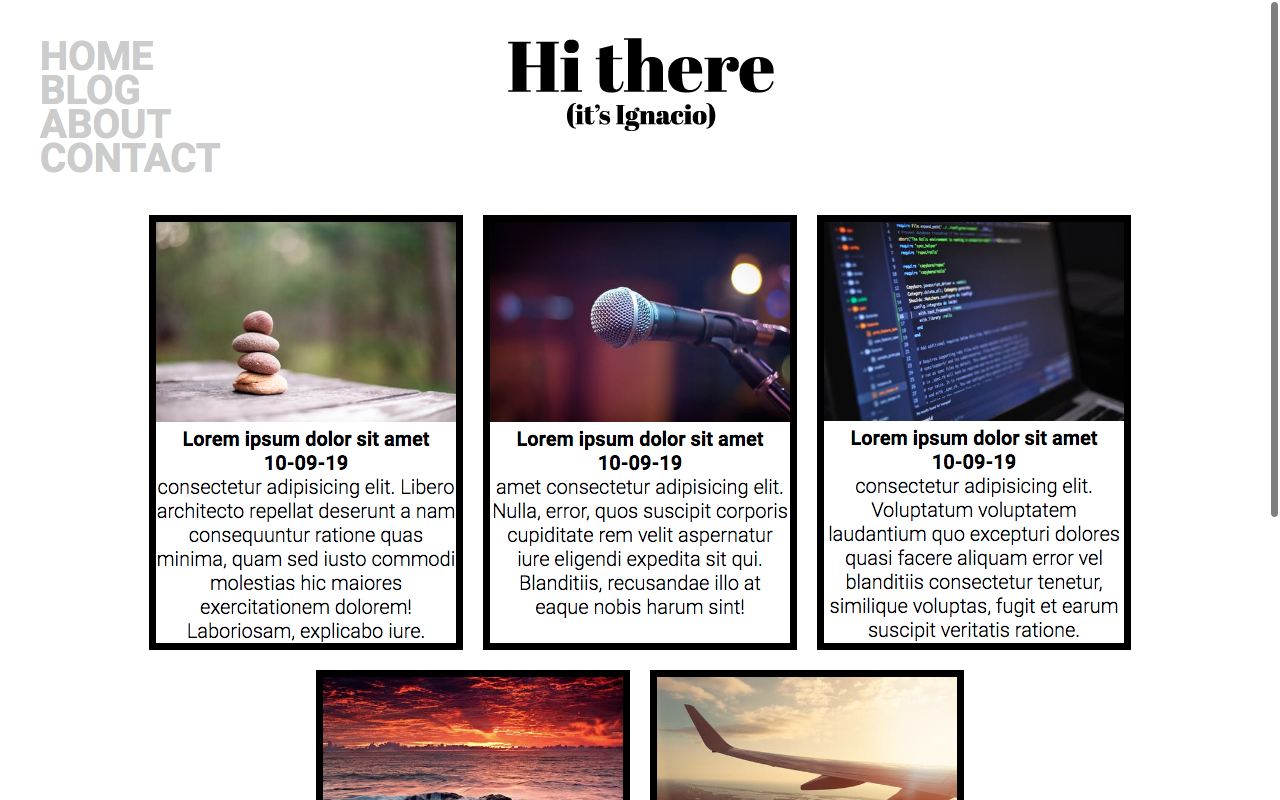 HOME
BLOG
ABOUT
CONTACT
Hi there
(it's Ignacio)
Lorem ipsum dolor sit amet
10-09-19
consectetur adipisicing elit. Libero
architecto repellat deserunt a nam
consequuntur ratione quas
minima, quam sed iusto commodi
molestias hic maiores
exercitationem dolorem!
Laboriosam, explicabo iure.
Lorem ipsum dolor sit amet
10-09-19
amet consectetur adipisicing elit.
Nulla, error, quos suscipit corporis
cupiditate rem velit aspernatur
iure eligendi expedita sit qui.
Blanditiis, recusandae illo at
eaque nobis harum sint!
Lorem ipsum dolor sit amet
10-09-19
consectetur adipisicing elit.
Voluptatum voluptatem
laudantium quo excepturi dolores
quasi facere aliquam error vel
blanditiis consectetur tenetur,
similique voluptas, fugit et earum
suscipit veritatis ratione.